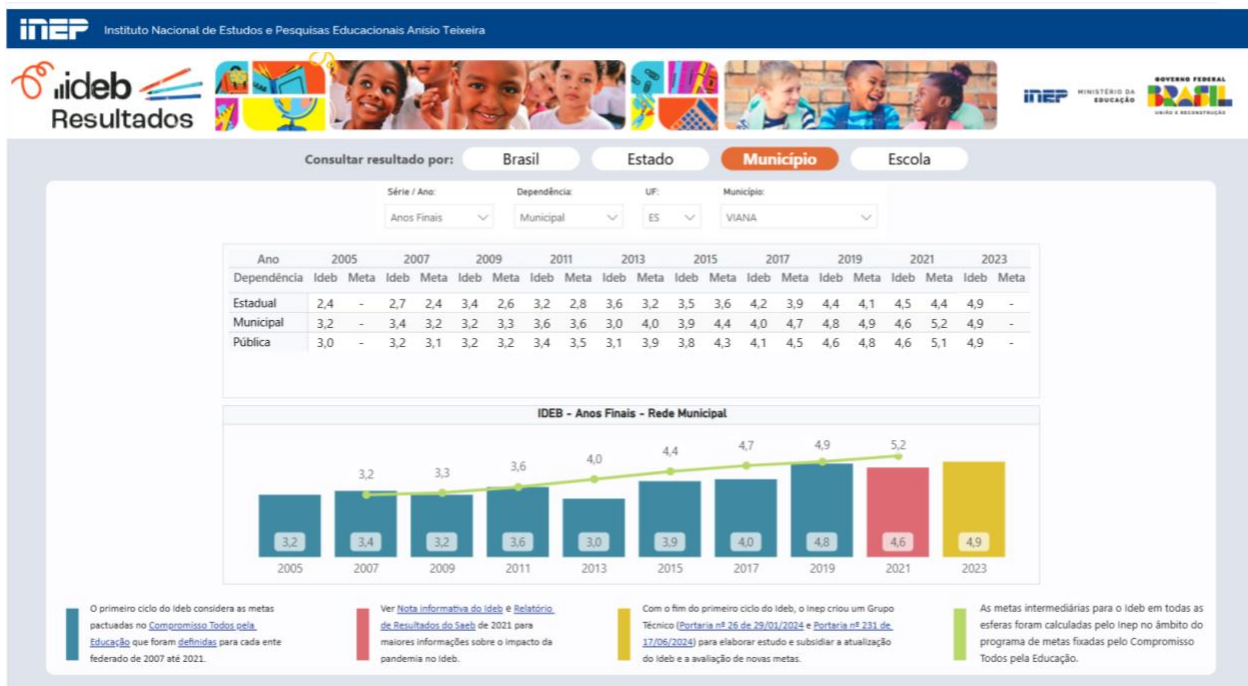 inep Instituto Nacional de Estudos e Pesquisas Educacionais Anísio Teixeira
ideb
Resultados
inep MINISTÉRIO DA EDUCAÇÃO
GOVERNO FEDERAL
BRASIL
UNIÃO E RECONSTRUÇÃO
Consultar resultado por: Brasil Estado Município Escola
Série / Ano: Dependência: UF: Município:
Anos Finais Municipal ES VIANA
Ano 2005 2007 2009 2011 2013 2015 2017 2019 2021 2023
Dependência Ideb Meta Ideb Meta Ideb Meta Ideb Meta Ideb Meta Ideb Meta Ideb Meta Ideb Meta Ideb Meta Ideb Meta
Estadual 2,4 - 2,7 2,4 3,4 2,6 3,2 2,8 3,6 3,2 3,5 3,6 4,2 3,9 4,4 4,1 4,5 4,4 4,9 -
Municipal 3,2 - 3,4 3,2 3,2 3,3 3,6 3,6 3,0 4,0 3,9 4,4 4,0 4,7 4,8 4,9 4,6 5,2 4,9 -
Pública 3,0 - 3,2 3,1 3,2 3,2 3,4 3,5 3,1 3,9 3,8 4,3 4,1 4,5 4,6 4,8 4,6 5,1 4,9 -
IDEB - Anos Finais - Rede Municipal
3,2 3,3 3,6 4,0 4,4 4,7 4,9 5,2
3,2 3,4 3,2 3,6 3,0 3,9 4,0 4,8 4,6 4,9
2005 2007 2009 2011 2013 2015 2017 2019 2021 2023
O primeiro ciclo do Ideb considera as metas
pactuadas no Compromisso Todos pela
Educação que foram definidas para cada ente
federado de 2007 até 2021.
Ver Nota informativa do Ideb e Relatório
de Resultados do Saeb de 2021 para
maiores informações sobre o impacto da
pandemia no Ideb.
Com o fim do primeiro ciclo do Ideb, o Inep criou um Grupo
Técnico (Portaria nº 26 de 29/01/2024 e Portaria nº 231 de
17/06/2024) para elaborar estudo e subsidiar a atualização
do Ideb e a avaliação de novas metas.
As metas intermediárias para o Ideb em todas as
esferas foram calculadas pelo Inep no âmbito do
programa de metas fixadas pelo Compromisso
Todos pela Educação.